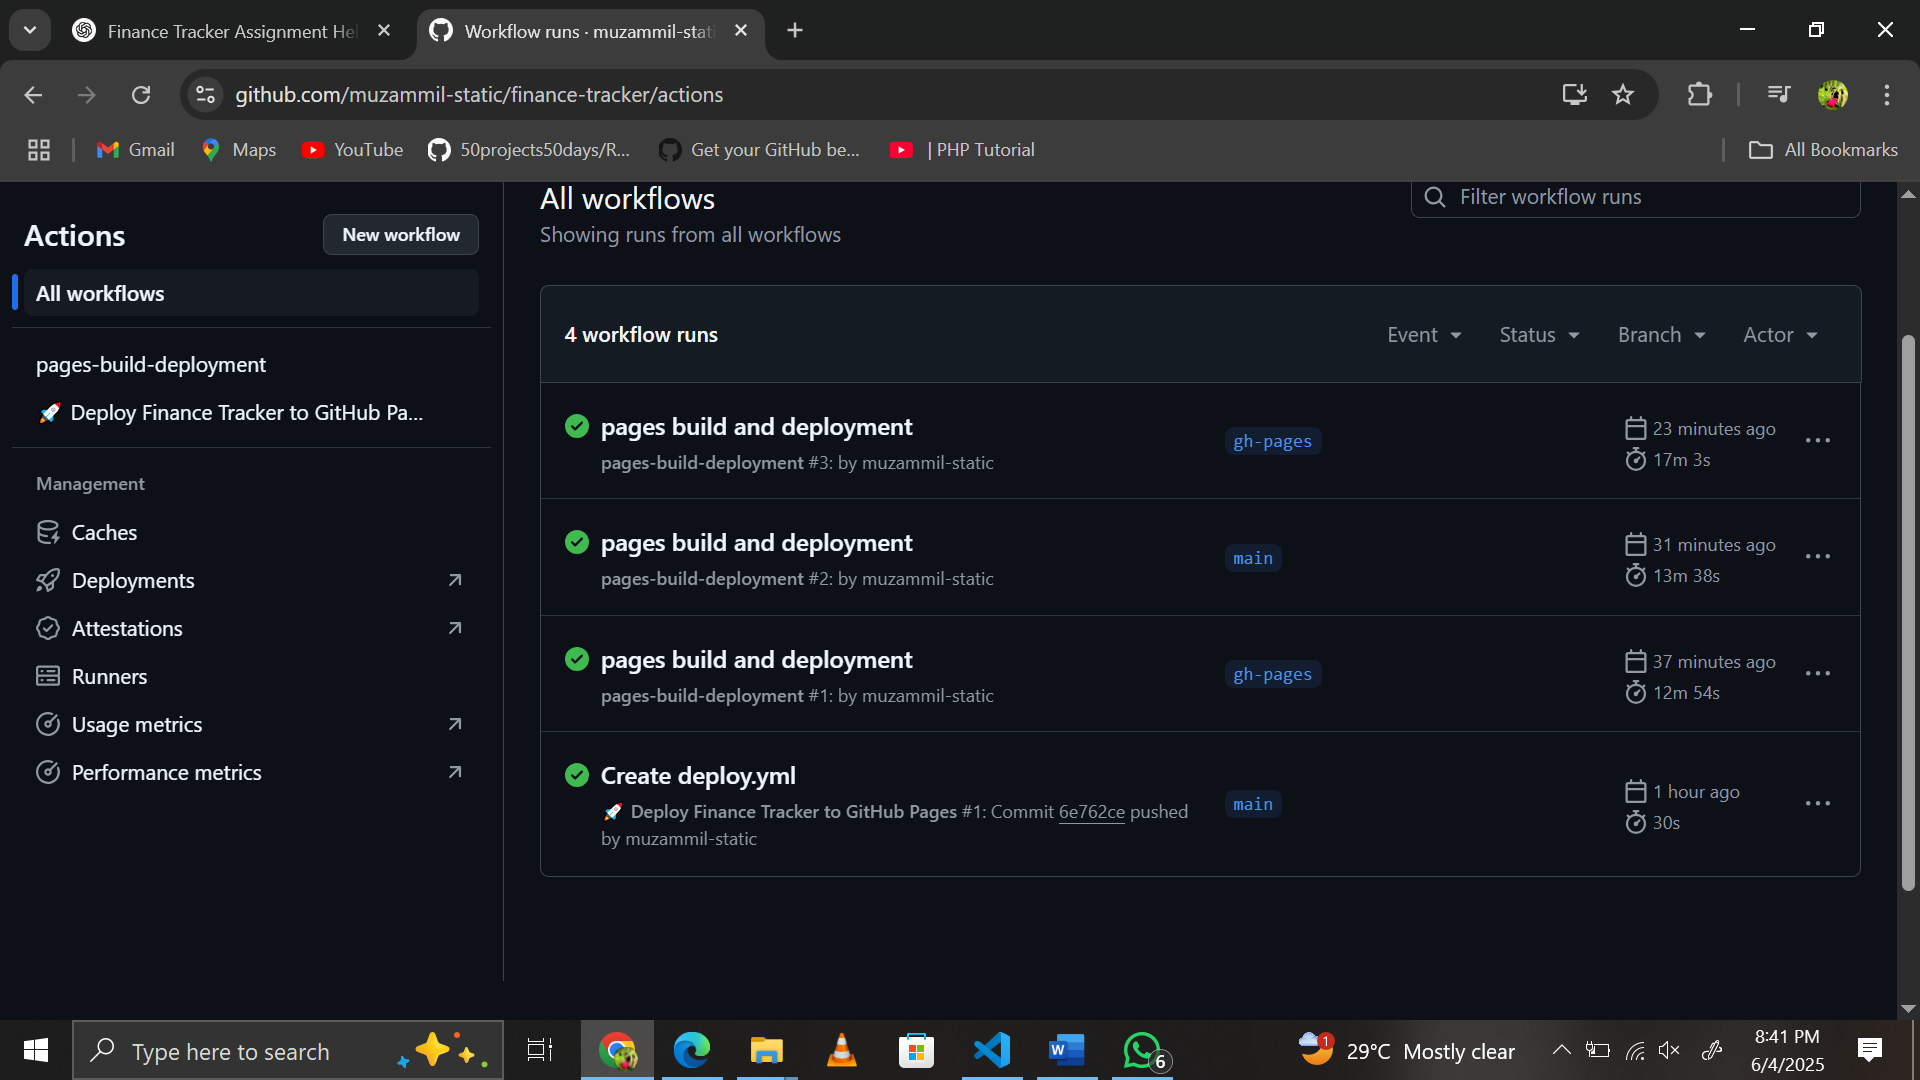 Finance Tracker Assignment Hel
Workflow runs · muzammil-stati
github.com/muzammil-static/finance-tracker/actions
Gmail
Maps
YouTube
50projects50days/R...
Get your GitHub be...
| PHP Tutorial
All Bookmarks
Actions
New workflow
All workflows
pages-build-deployment
🚀 Deploy Finance Tracker to GitHub Pa...
Management
Caches
Deployments
Attestations
Runners
Usage metrics
Performance metrics
All workflows
Showing runs from all workflows
Filter workflow runs
4 workflow runs
Event
Status
Branch
Actor
pages build and deployment
pages-build-deployment #3: by muzammil-static
gh-pages
23 minutes ago
17m 3s
pages build and deployment
pages-build-deployment #2: by muzammil-static
main
31 minutes ago
13m 38s
pages build and deployment
pages-build-deployment #1: by muzammil-static
gh-pages
37 minutes ago
12m 54s
Create deploy.yml
🚀 Deploy Finance Tracker to GitHub Pages #1: Commit 6e762ce pushed
by muzammil-static
main
1 hour ago
30s
Type here to search
W
6
1
29°C Mostly clear
8:41 PM
6/4/2025